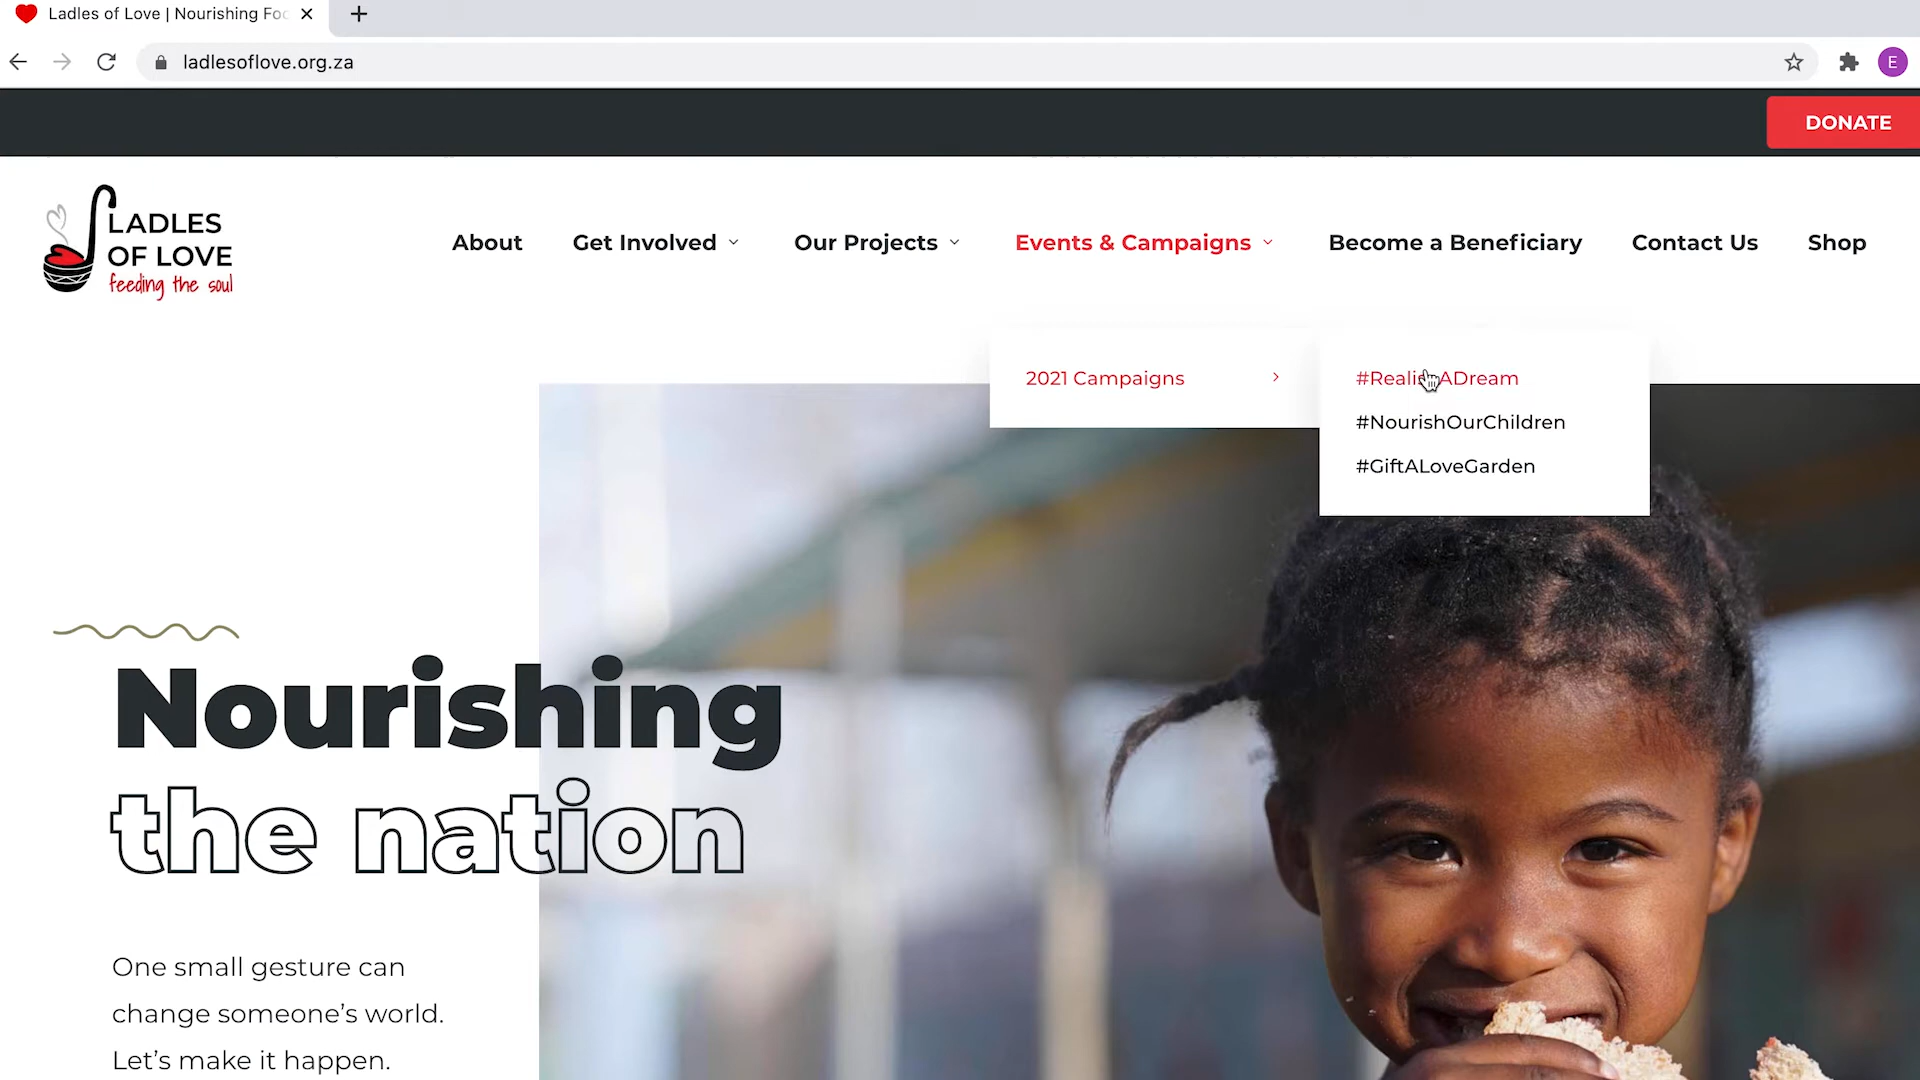 Ladles of Love | Nourishing Foo
ladlesoflove.org.za
E
DONATE
LADLES
OF LOVE
feeding the soul
About
Get Involved
Our Projects
Events & Campaigns
Become a Beneficiary
Contact Us
Shop
2021 Campaigns
#RealiseADream
#NourishOurChildren
#GiftALoveGarden
Nourishing
the nation
One small gesture can
change someone’s world.
Let’s make it happen.